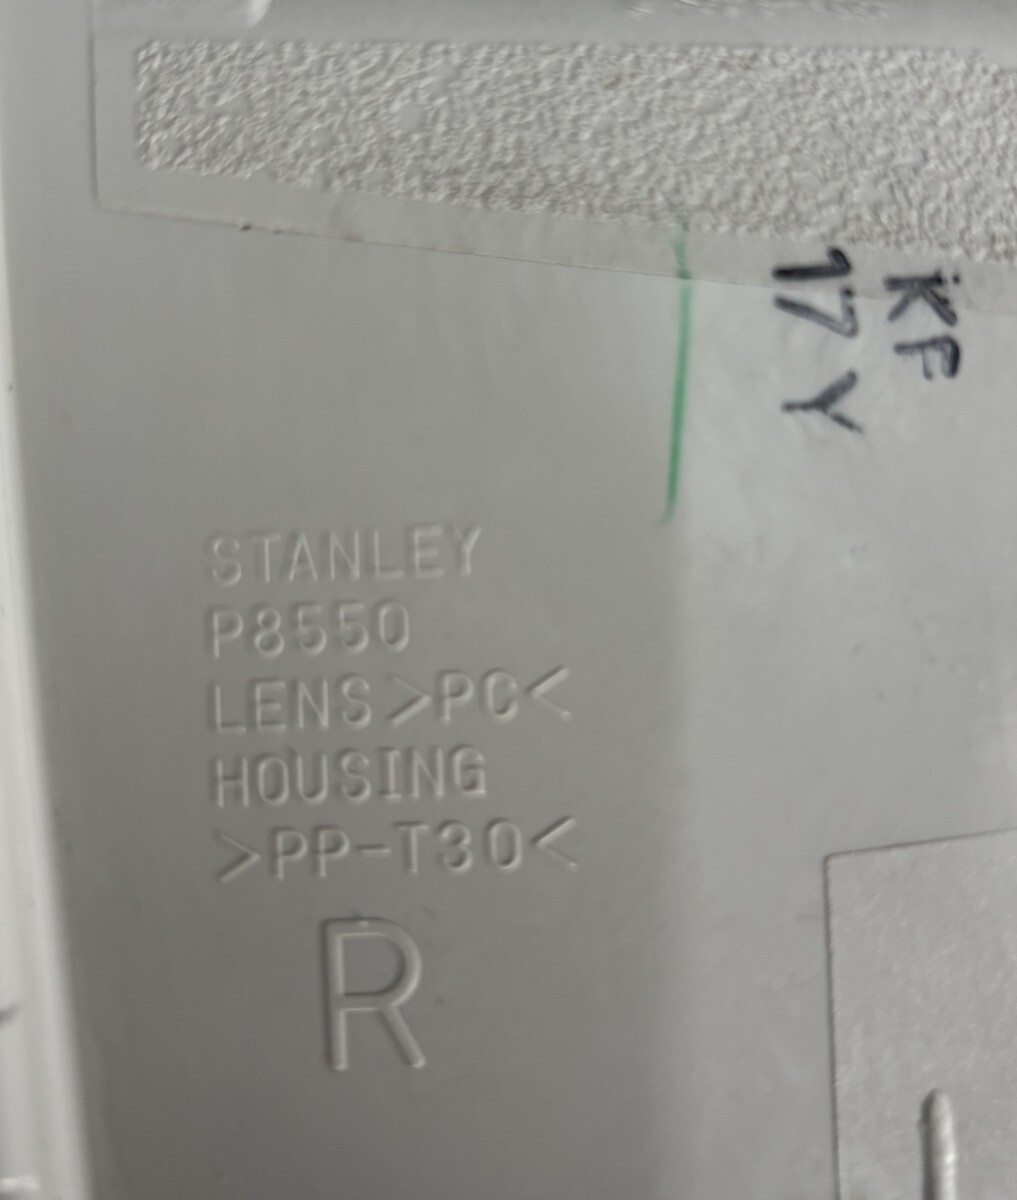 KF
17Y
STANLEY
P8550
LENS>PC<
HOUSING
>PP-T30<
R